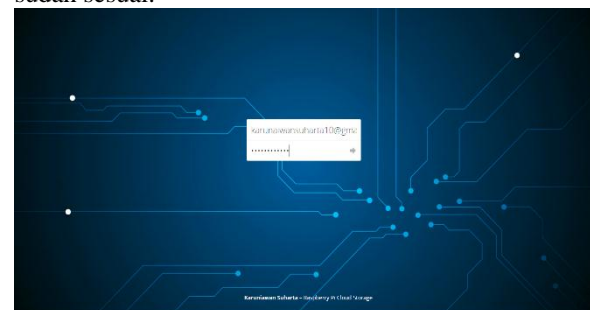 sudah sesuai.
karuniawansuharta10@gma
••••••••••••
Karuniawan Suharta – Raspberry Pi Cloud Storage